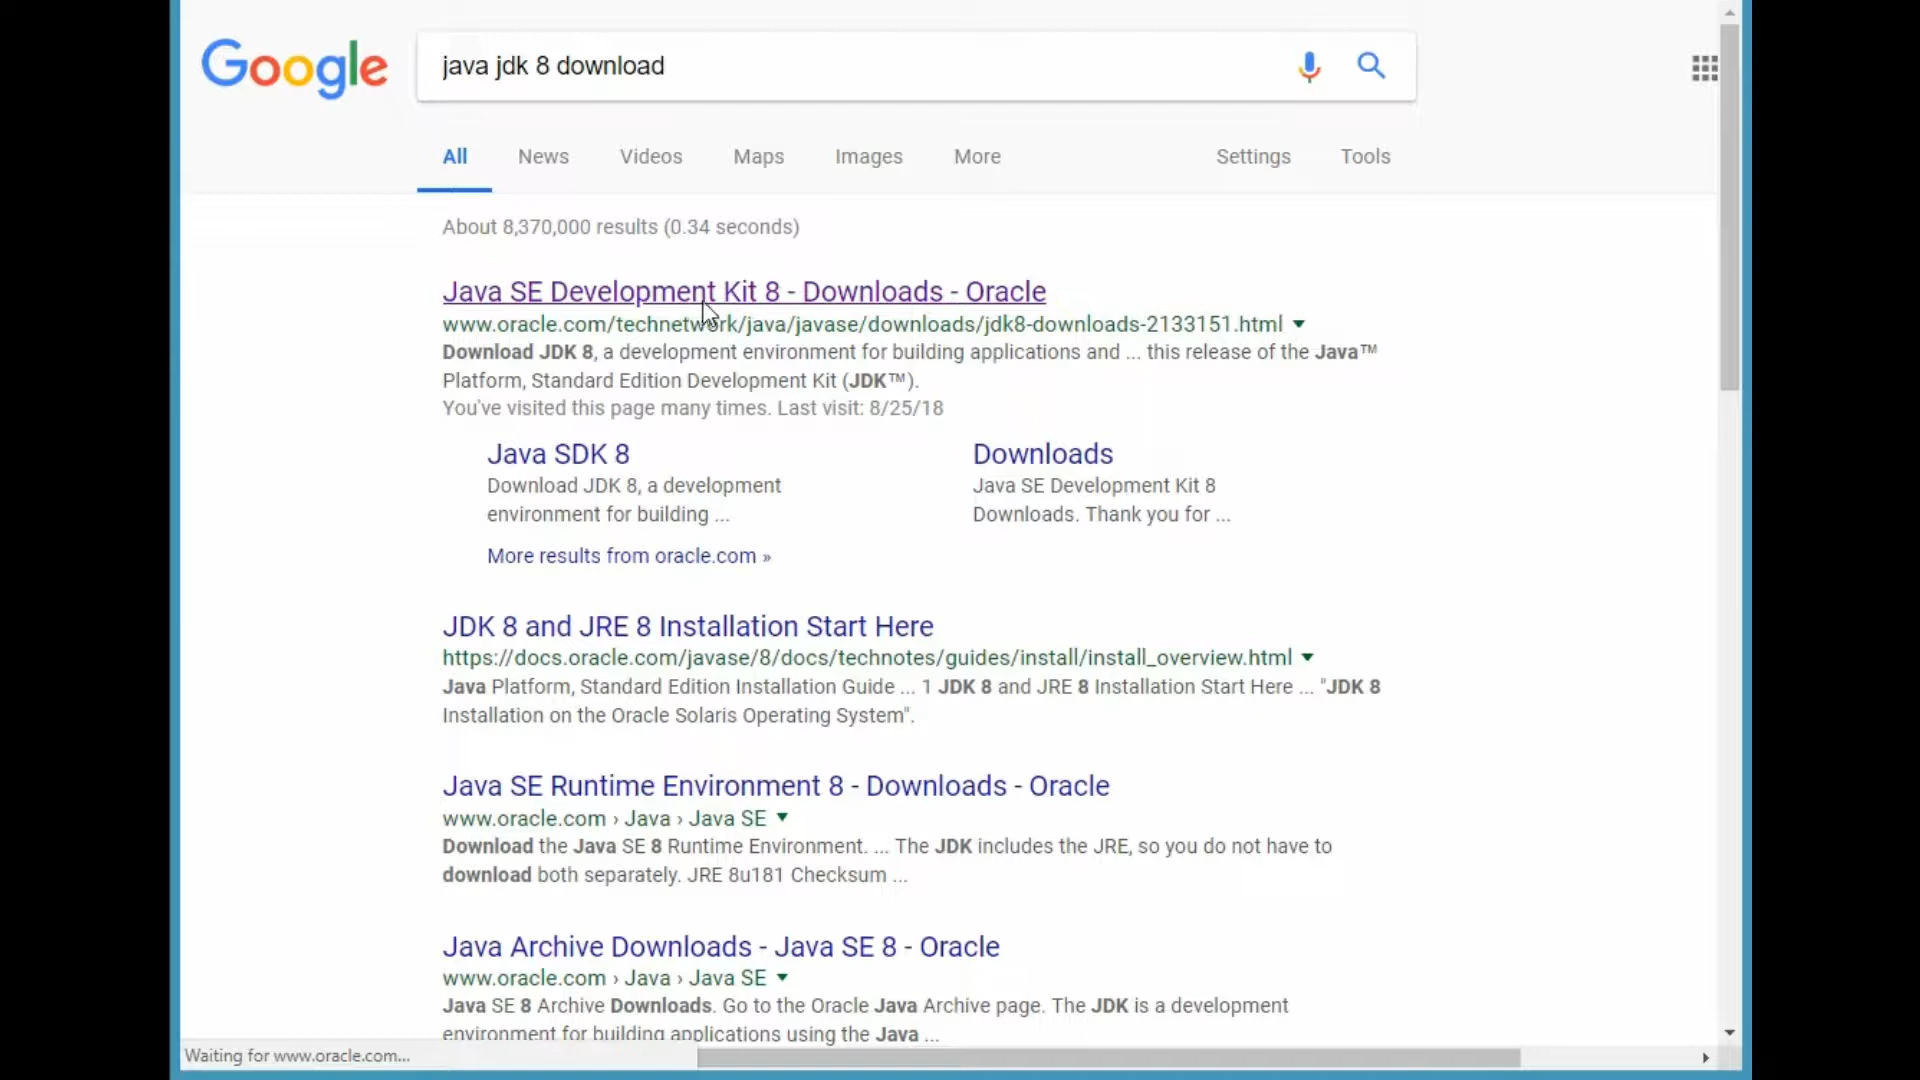 Google
java jdk 8 download
All News Videos Maps Images More Settings Tools
About 8,370,000 results (0.34 seconds)
Java SE Development Kit 8 - Downloads - Oracle
www.oracle.com/technetwork/java/javase/downloads/jdk8-downloads-2133151.html
Download JDK 8, a development environment for building applications and ... this release of the Java™
Platform, Standard Edition Development Kit (JDK™).
You've visited this page many times. Last visit: 8/25/18
Java SDK 8
Download JDK 8, a development
environment for building ...
Downloads
Java SE Development Kit 8
Downloads. Thank you for ...
More results from oracle.com »
JDK 8 and JRE 8 Installation Start Here
https://docs.oracle.com/javase/8/docs/technotes/guides/install/install_overview.html
Java Platform, Standard Edition Installation Guide ... 1 JDK 8 and JRE 8 Installation Start Here ... "JDK 8
Installation on the Oracle Solaris Operating System".
Java SE Runtime Environment 8 - Downloads - Oracle
www.oracle.com › Java › Java SE
Download the Java SE 8 Runtime Environment. ... The JDK includes the JRE, so you do not have to
download both separately. JRE 8u181 Checksum ...
Java Archive Downloads - Java SE 8 - Oracle
www.oracle.com › Java › Java SE
Java SE 8 Archive Downloads. Go to the Oracle Java Archive page. The JDK is a development
environment for building applications using the Java ...
Waiting for www.oracle.com...